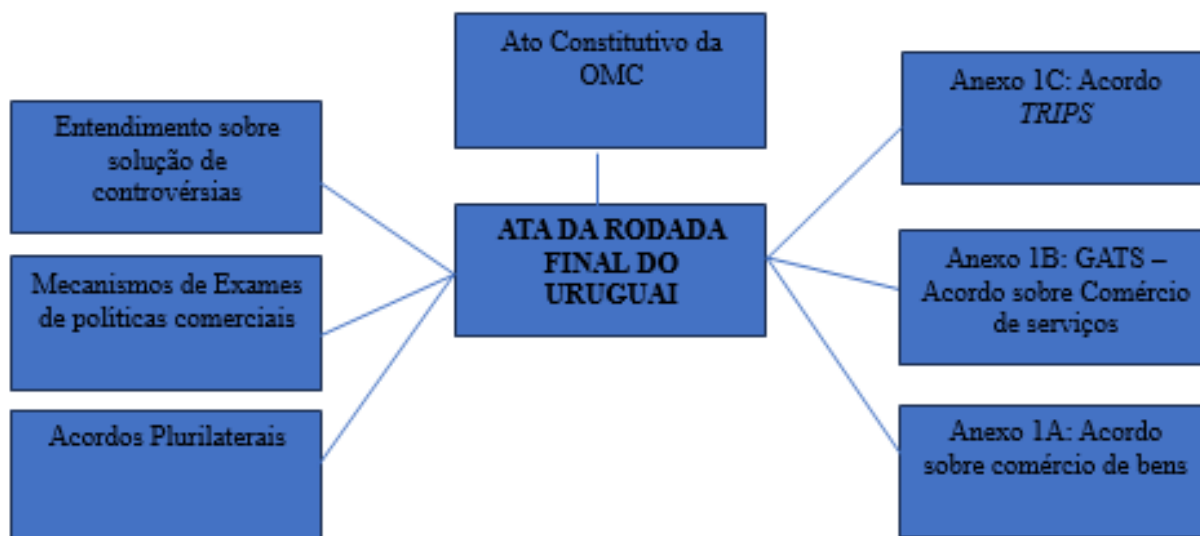 Ato Constitutivo da
OMC
Anexo 1C: Acordo
TRIPS
Entendimento sobre
solução de
controvérsias
ATA DA RODADA
FINAL DO
URUGUAI
Anexo 1B: GATS –
Acordo sobre Comércio
de serviços
Mecanismos de Exames
de políticas comerciais
Acordos Plurilaterais
Anexo 1A: Acordo
sobre comércio de bens